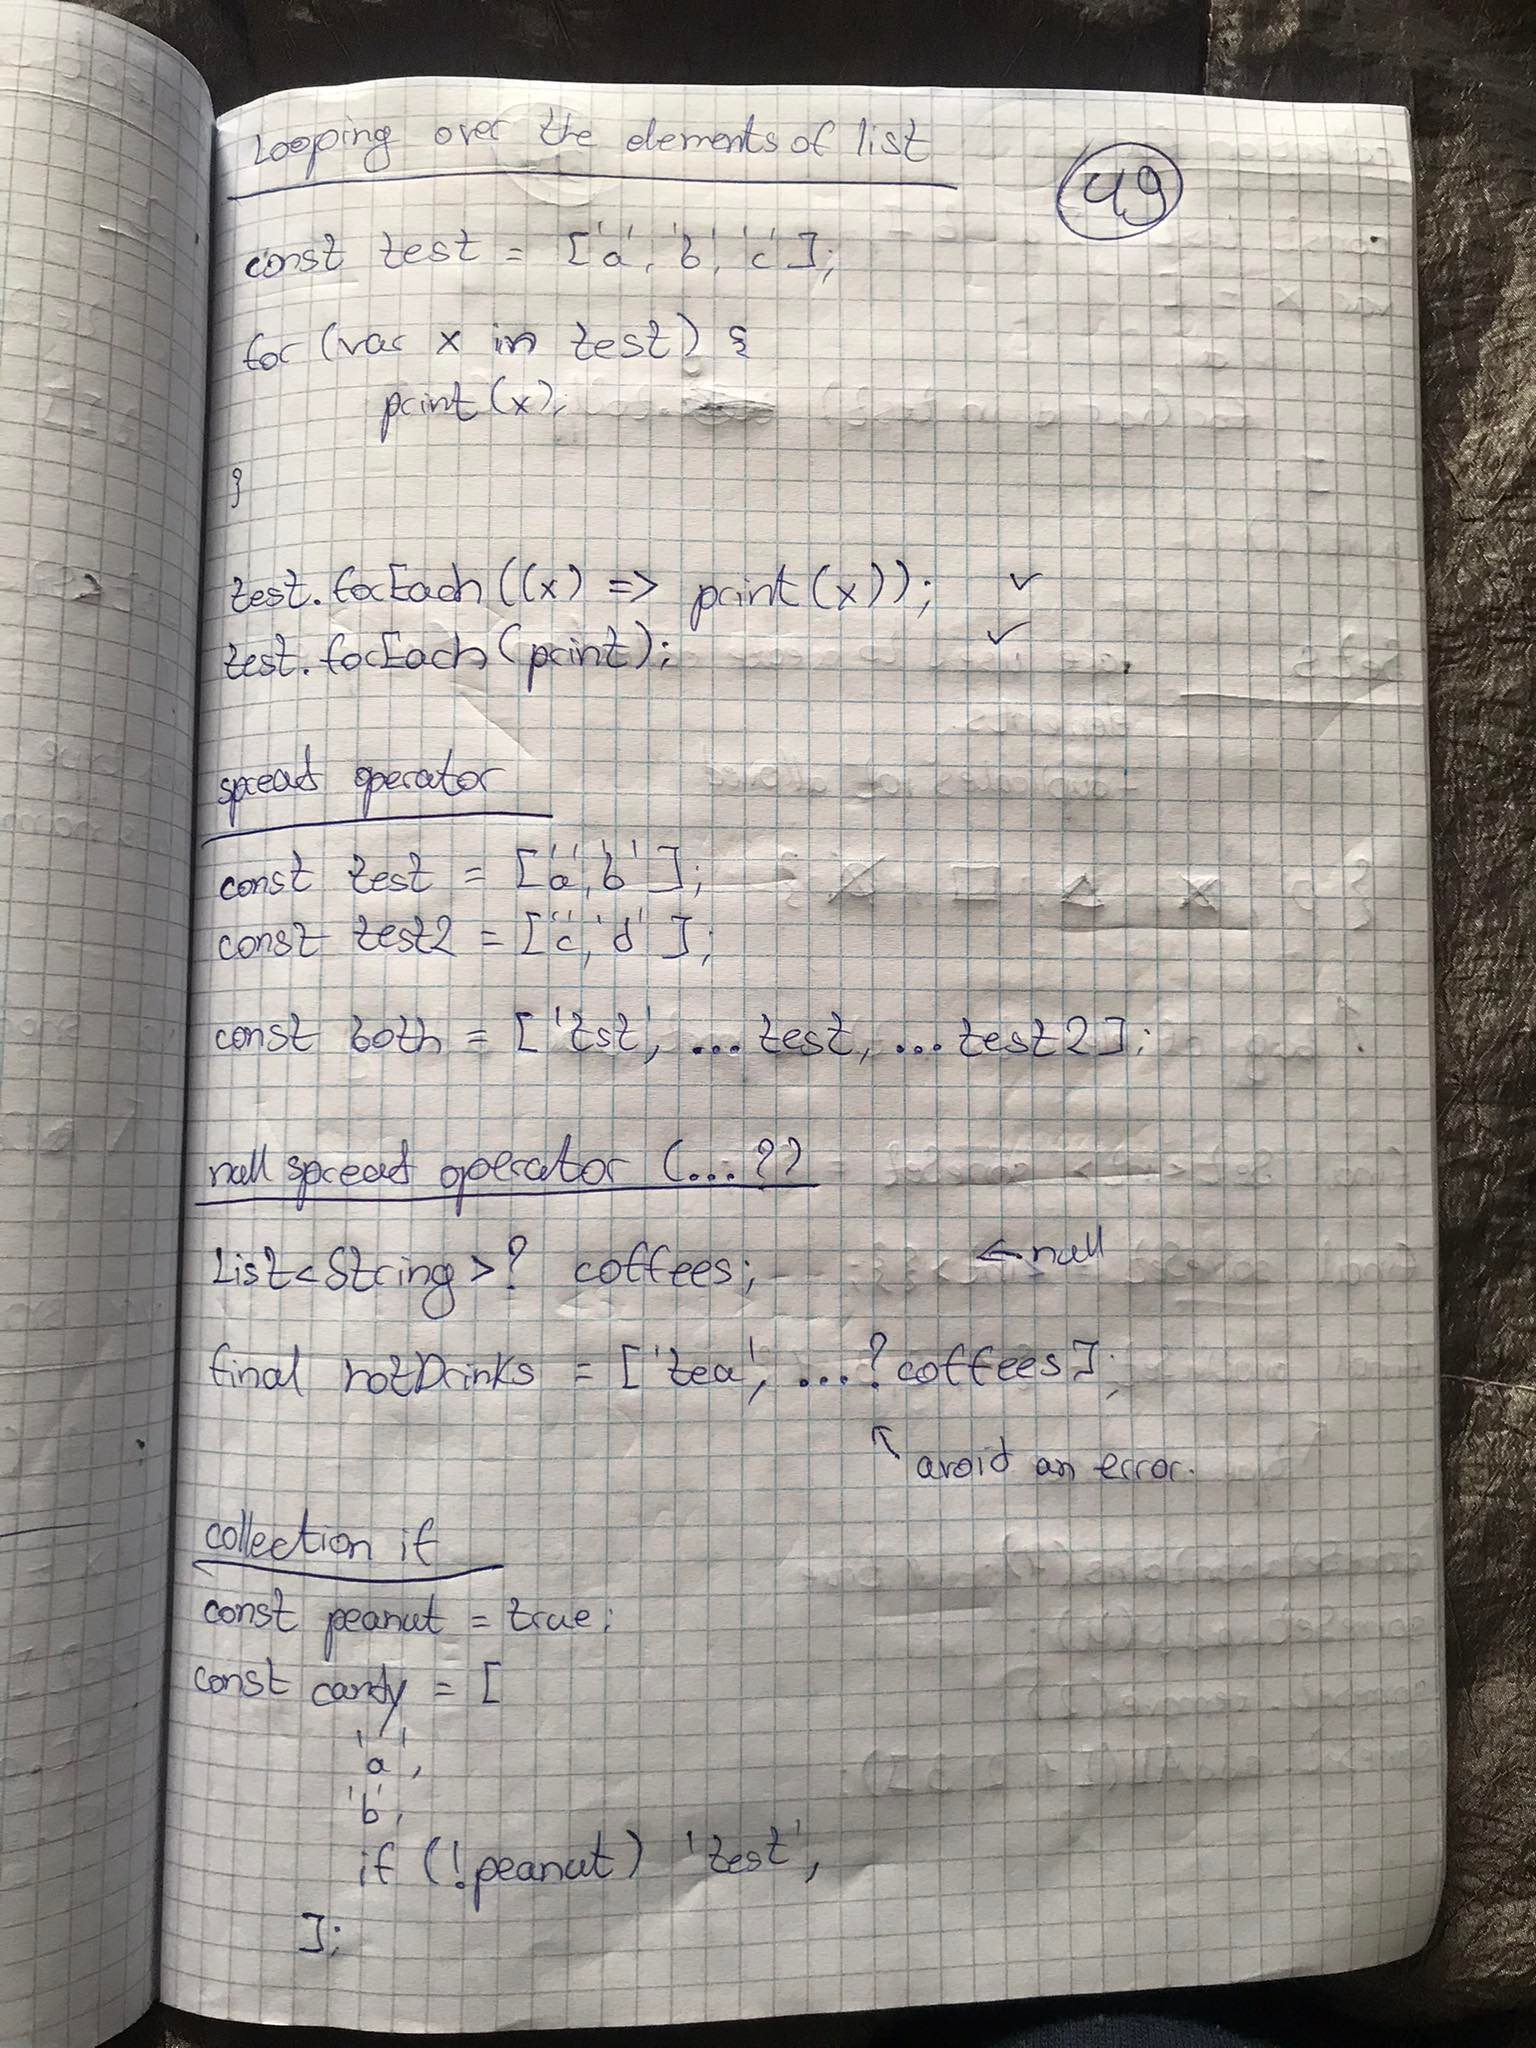 Looping over the elements of list
49
const test = ['a', 'b', 'c'];
for (var x in test) {
print(x);
}
test.forEach((x) => print(x)); ✓
test.forEach(print); ✓
spread operator
const test = ['a', 'b'];
const test2 = ['c', 'd'];
const both = ['tst', ...test, ...test2];
null spread operator (...?)
List<String>? coffees; ← null
final hotDrinks = ['tea', ...?coffees];
↖ avoid an error.
collection if
const peanut = true;
const candy = [
'a',
'b',
if (!peanut) 'test',
];